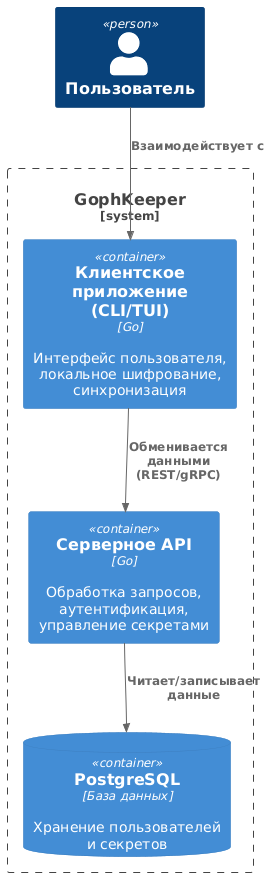 «person»
Пользователь
Взаимодействует с
GophKeeper
[system]
«container»
Клиентское
приложение
(CLI/TUI)
[Go]
Интерфейс пользователя,
локальное шифрование,
синхронизация
Обменивается
данными
(REST/gRPC)
«container»
Серверное API
[Go]
Обработка запросов,
аутентификация,
управление секретами
Читает/записывает
данные
«container»
PostgreSQL
[База данных]
Хранение пользователей
и секретов